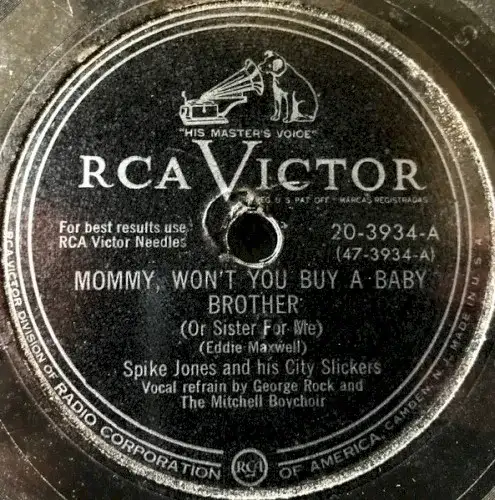 "HIS MASTER'S VOICE"
RCA VICTOR
REG. U. S. PAT. OFF. - MARCAS REGISTRADAS
For best results use
RCA Victor Needles
20-3934-A
(47-3934-A)
MOMMY, WON'T YOU BUY A BABY
BROTHER
(Or Sister For Me)
(Eddie Maxwell)
Spike Jones and his City Slickers
Vocal refrain by George Rock and
The Mitchell Boychoir
RCA VICTOR DIVISION OF RADIO CORPORATION OF AMERICA, CAMDEN, N.J. MADE IN U.S.A.
RCA